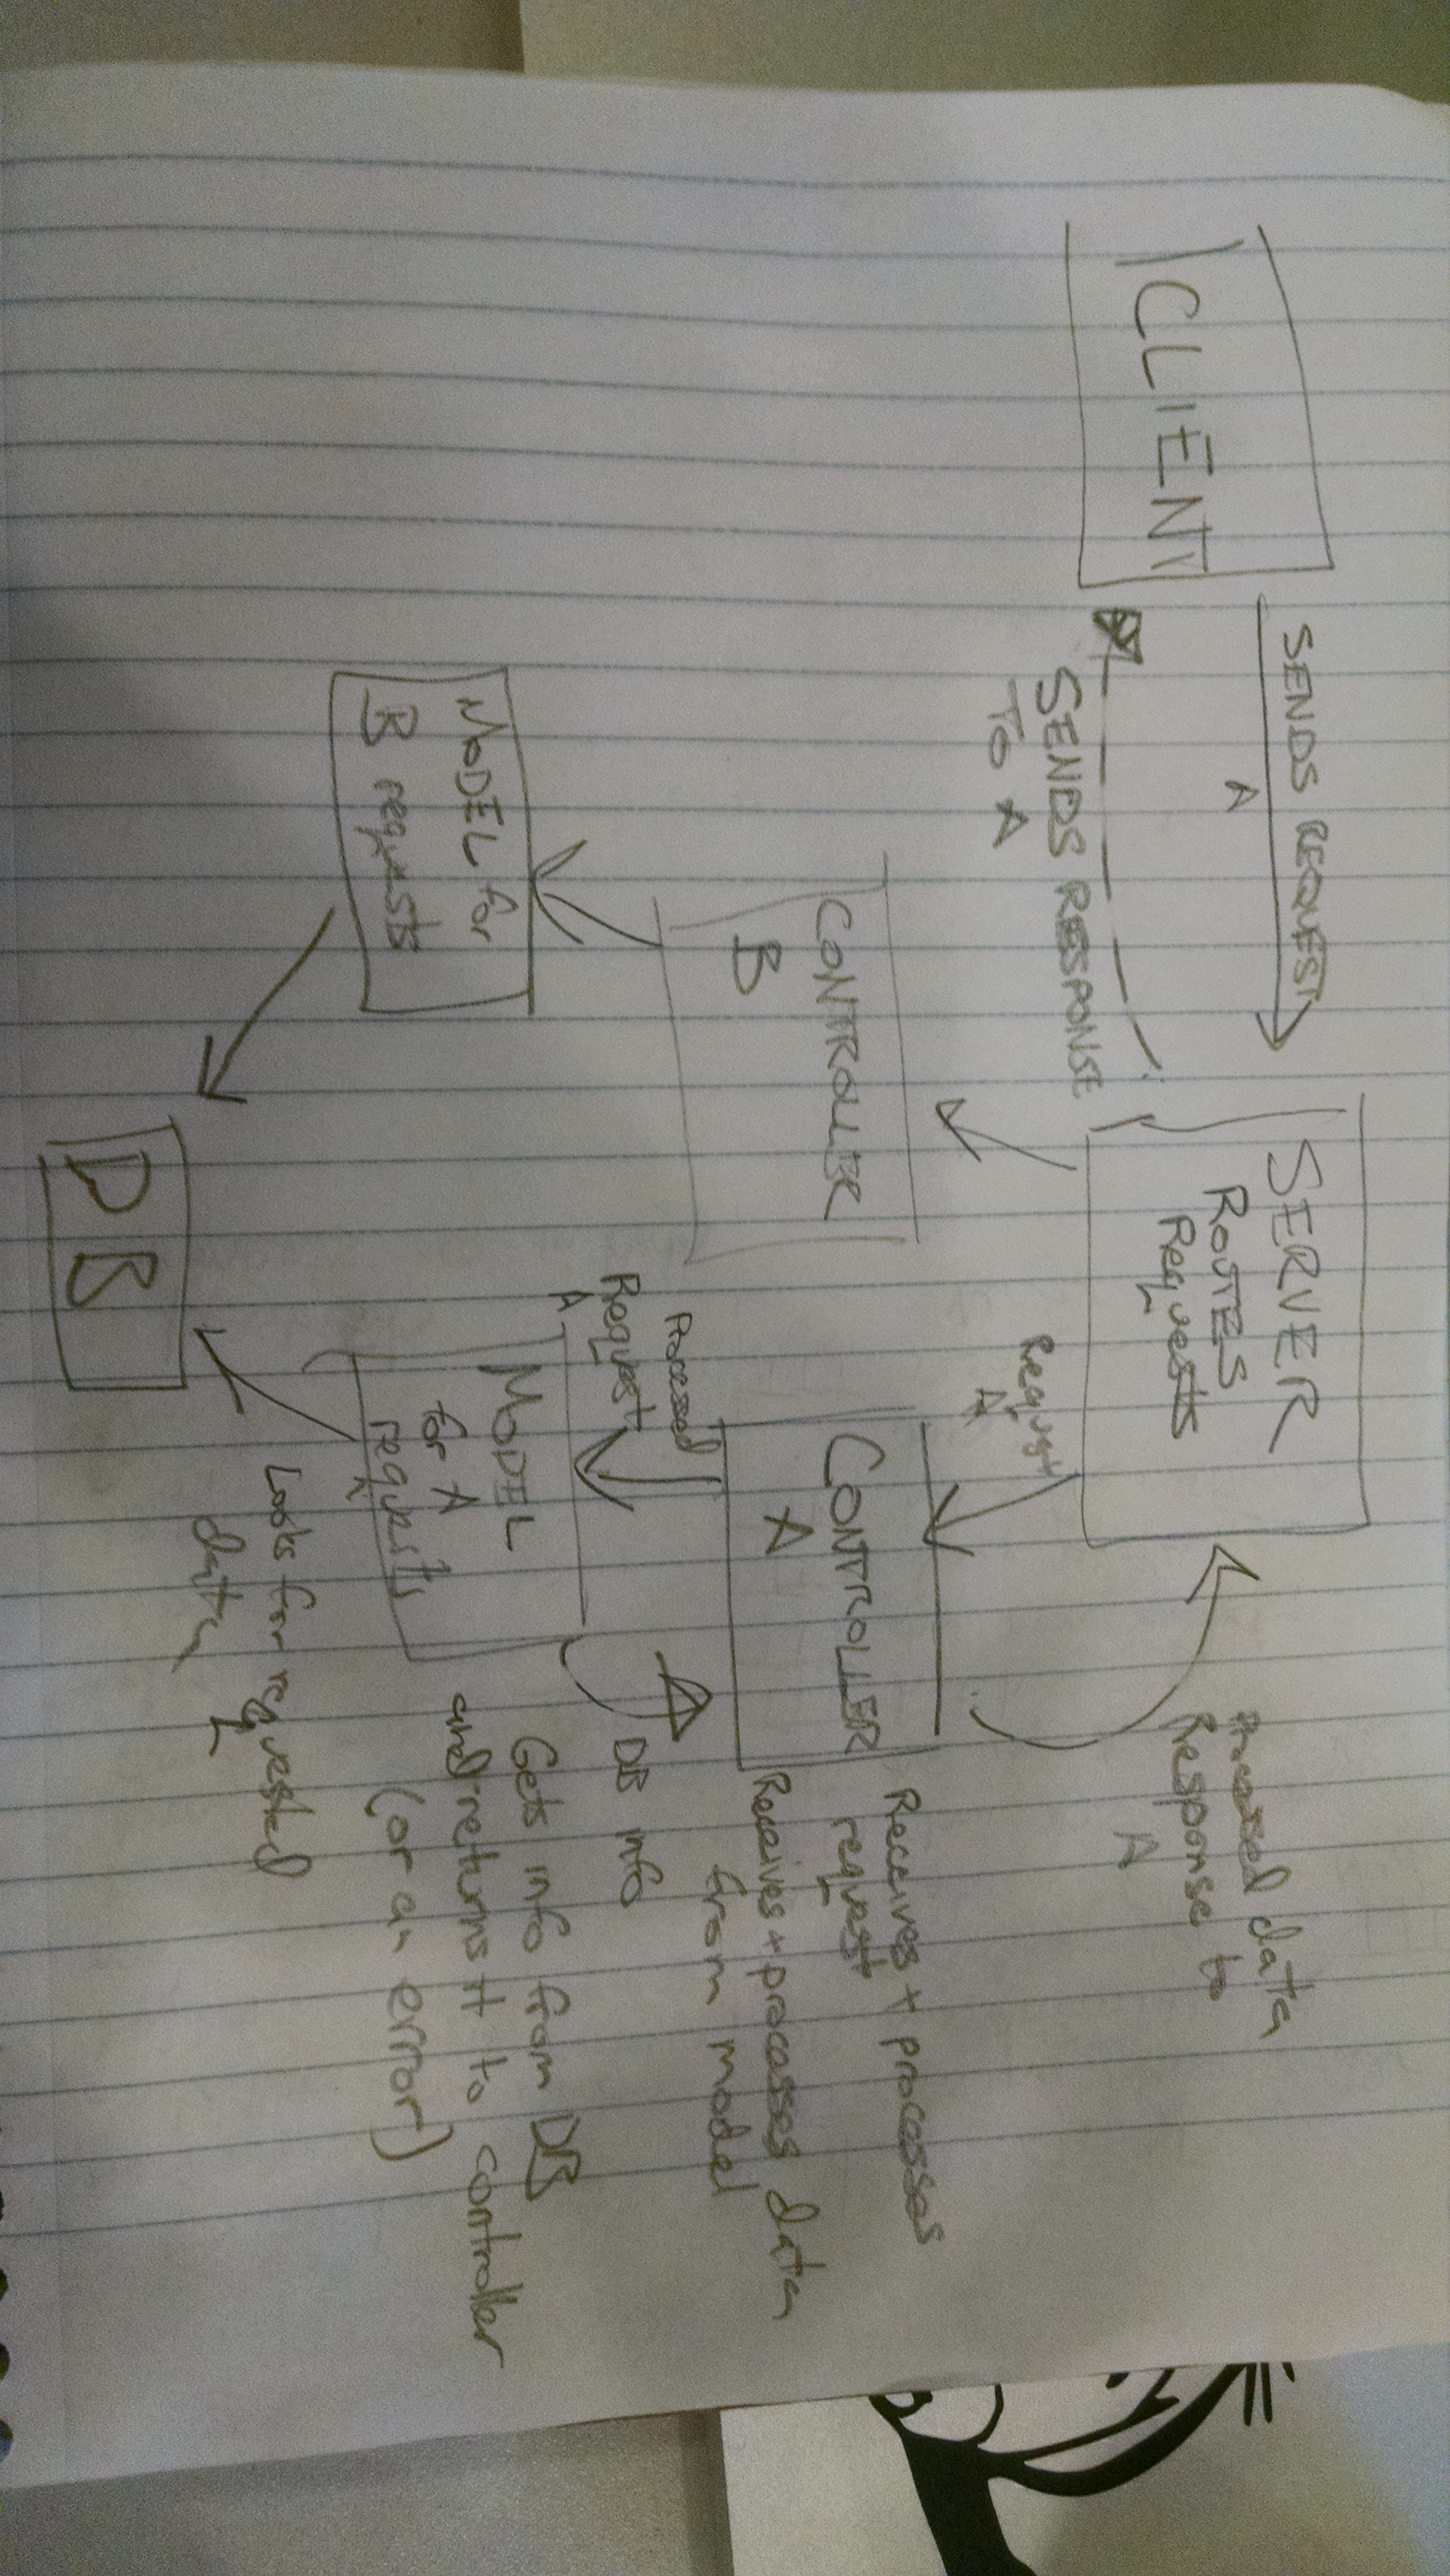 CLIENT
SENDS REQUEST
A
SENDS RESPONSE
TO A
SERVER
ROUTES
Requests
Processed data
Response to
A
Request
A
CONTROLLER
B
CONTROLLER
A
Receives + processes
request
Receives + processes data
from model
Processed
Request
A
DB info
MODEL for
B requests
MODEL
for A
requests
Gets info from DB
and returns it to controller
(or an error)
Looks for requested
data
DB